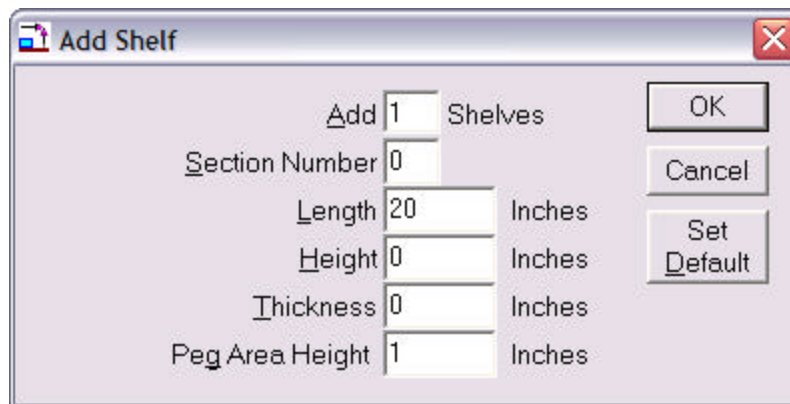 Add Shelf
Add 1 Shelves
OK
Section Number 0
Cancel
Length 20 Inches
Set
Default
Height 0 Inches
Thickness 0 Inches
Peg Area Height 1 Inches